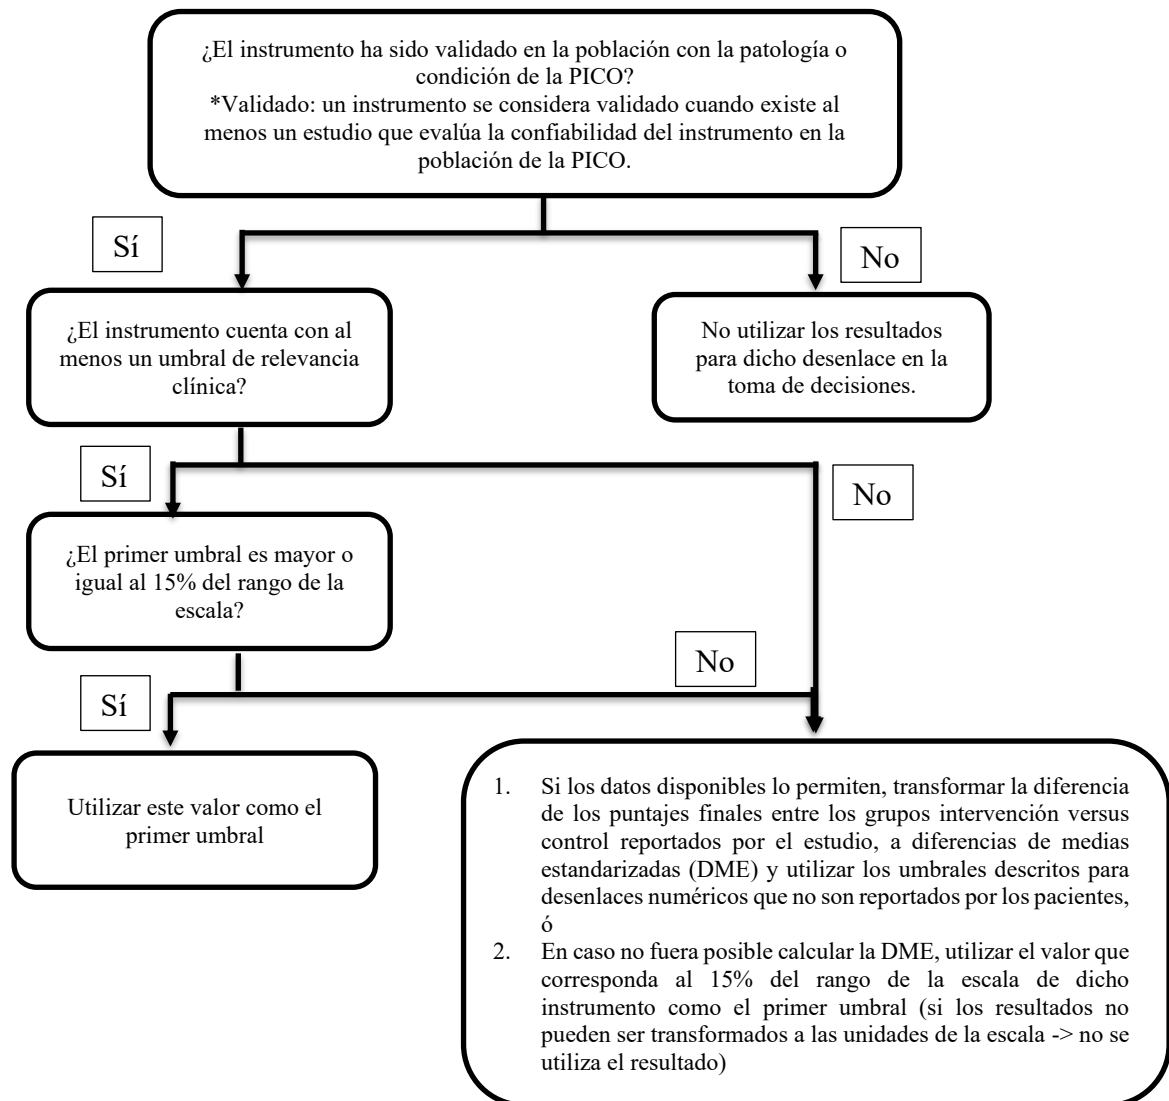 ¿El instrumento ha sido validado en la población con la patología o
condición de la PICO?
*Validado: un instrumento se considera validado cuando existe al
menos un estudio que evalúa la confiabilidad del instrumento en la
población de la PICO.
Sí
No
¿El instrumento cuenta con al
menos un umbral de relevancia
clínica?
No utilizar los resultados
para dicho desenlace en la
toma de decisiones.
Sí
No
¿El primer umbral es mayor o
igual al 15% del rango de la
escala?
No
Sí
Utilizar este valor como el
primer umbral
1. Si los datos disponibles lo permiten, transformar la diferencia
de los puntajes finales entre los grupos intervención versus
control reportados por el estudio, a diferencias de medias
estandarizadas (DME) y utilizar los umbrales descritos para
desenlaces numéricos que no son reportados por los pacientes,
ó
2. En caso no fuera posible calcular la DME, utilizar el valor que
corresponda al 15% del rango de la escala de dicho
instrumento como el primer umbral (si los resultados no
pueden ser transformados a las unidades de la escala -> no se
utiliza el resultado)